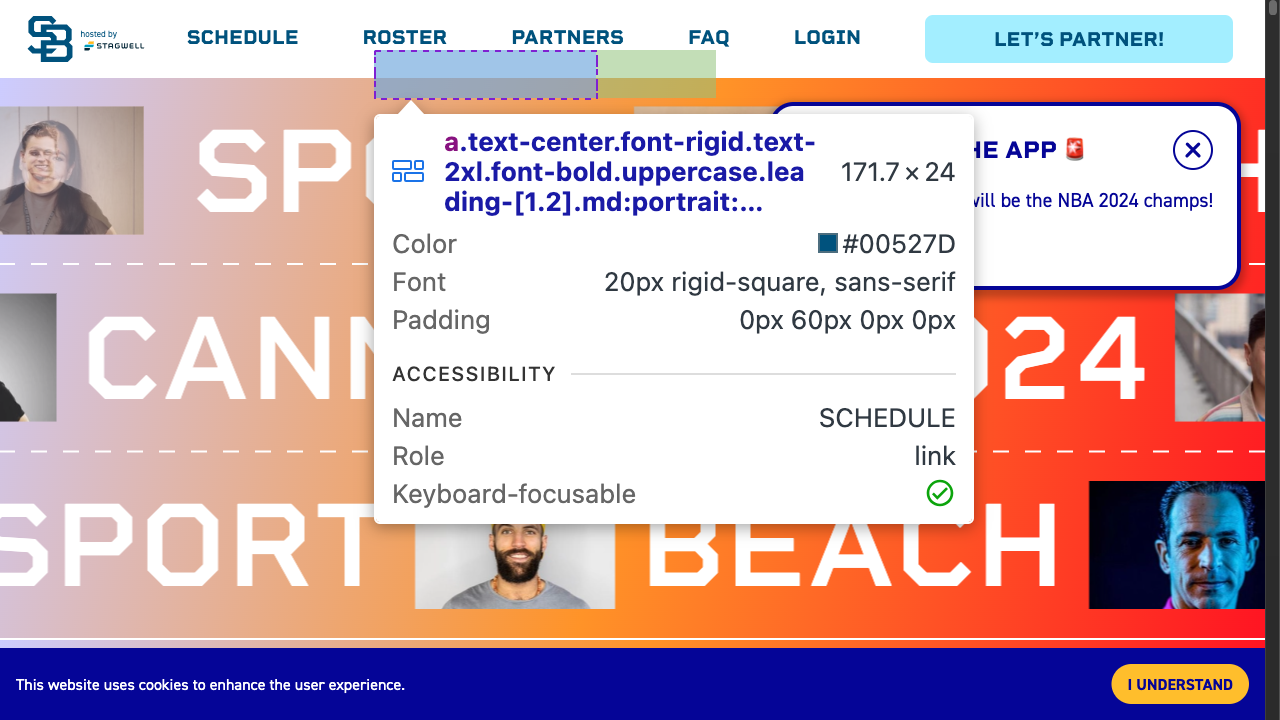 SB
hosted by
STAGWELL
SCHEDULE
ROSTER
PARTNERS
FAQ
LOGIN
LET'S PARTNER!
HE APP 🚨
will be the NBA 2024 champs!
a.text-center.font-rigid.text-
2xl.font-bold.uppercase.lea
ding-[1.2].md:portrait:...
171.7 × 24
Color
#00527D
Font
20px rigid-square, sans-serif
Padding
0px 60px 0px 0px
ACCESSIBILITY
Name
SCHEDULE
Role
link
Keyboard-focusable
SPO
CANN
024
SPORT
BEACH
This website uses cookies to enhance the user experience.
I UNDERSTAND